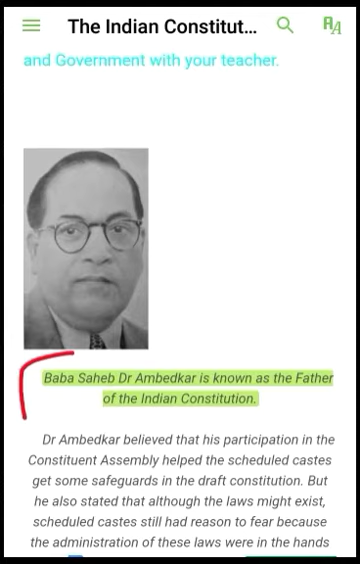 The Indian Constitut...
and Government with your teacher.
Baba Saheb Dr Ambedkar is known as the Father
of the Indian Constitution.
Dr Ambedkar believed that his participation in the
Constituent Assembly helped the scheduled castes
get some safeguards in the draft constitution. But
he also stated that although the laws might exist,
scheduled castes still had reason to fear because
the administration of these laws were in the hands